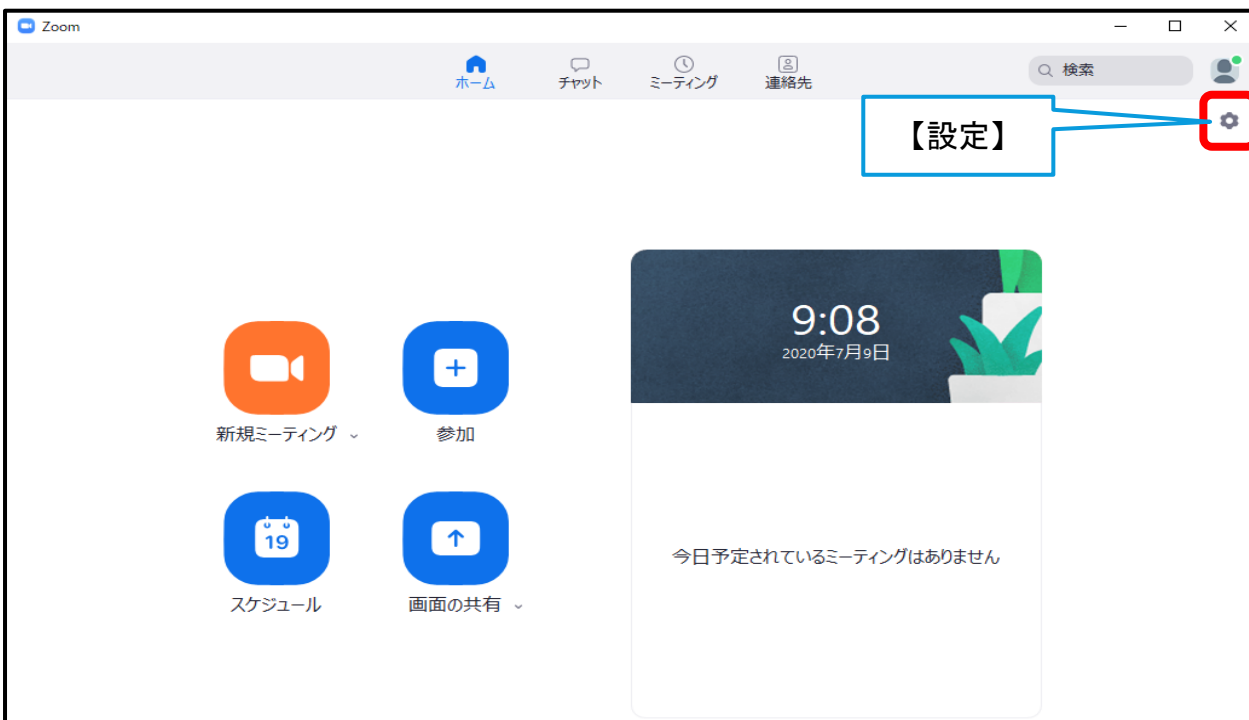 Zoom
ホーム
チャット
ミーティング
連絡先
検索
【設定】
9:08
2020年7月9日
新規ミーティング
参加
19
スケジュール
画面の共有
今日予定されているミーティングはありません